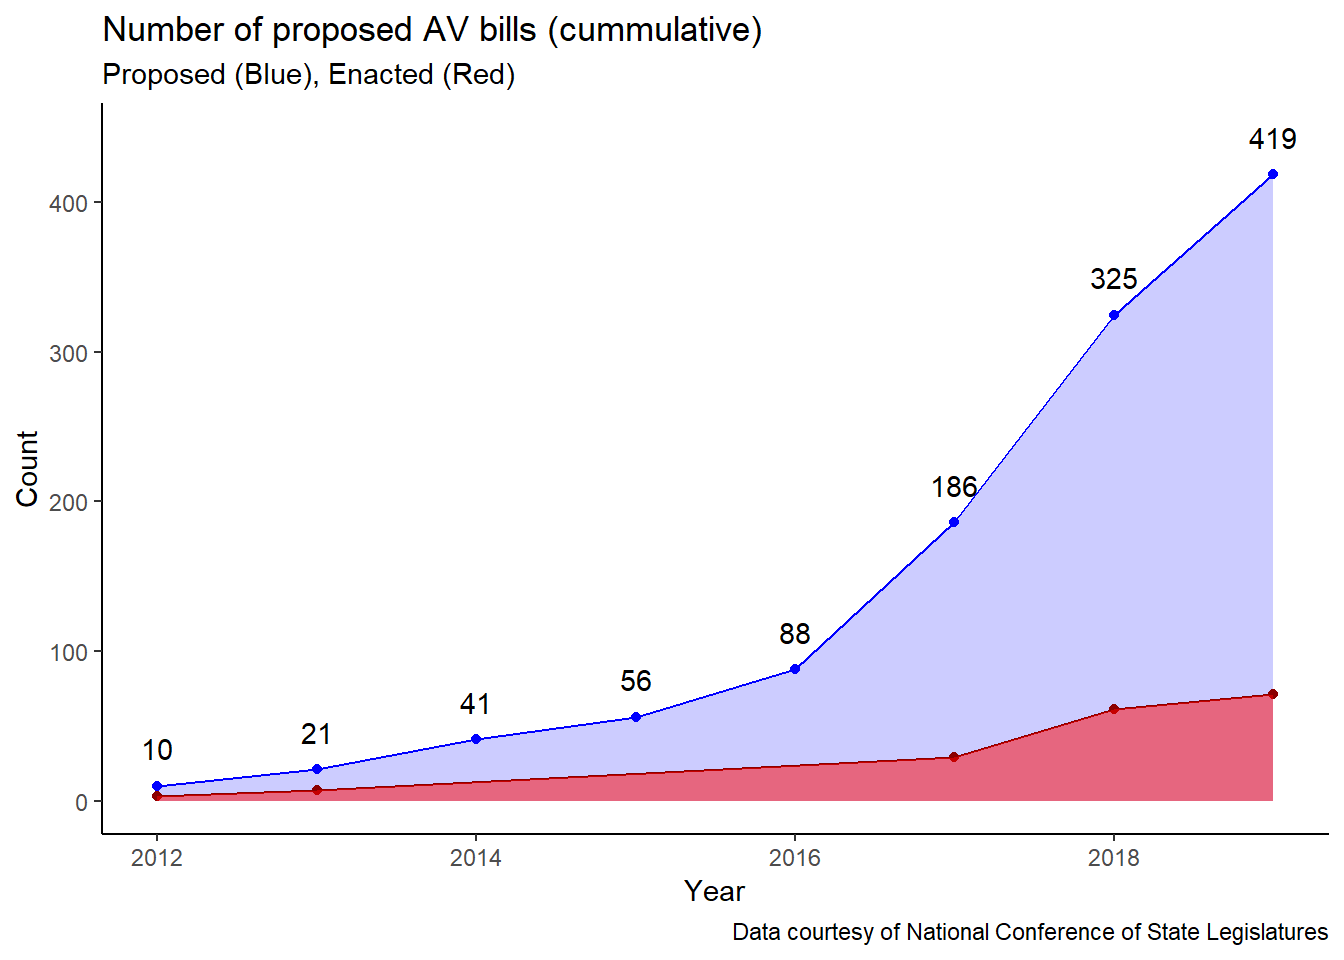 Number of proposed AV bills (cummulative)
Proposed (Blue), Enacted (Red)
419
400
325
300
Count
186
200
88
100
56
41
21
10
0
2012 2014 2016 2018
Year
Data courtesy of National Conference of State Legislatures